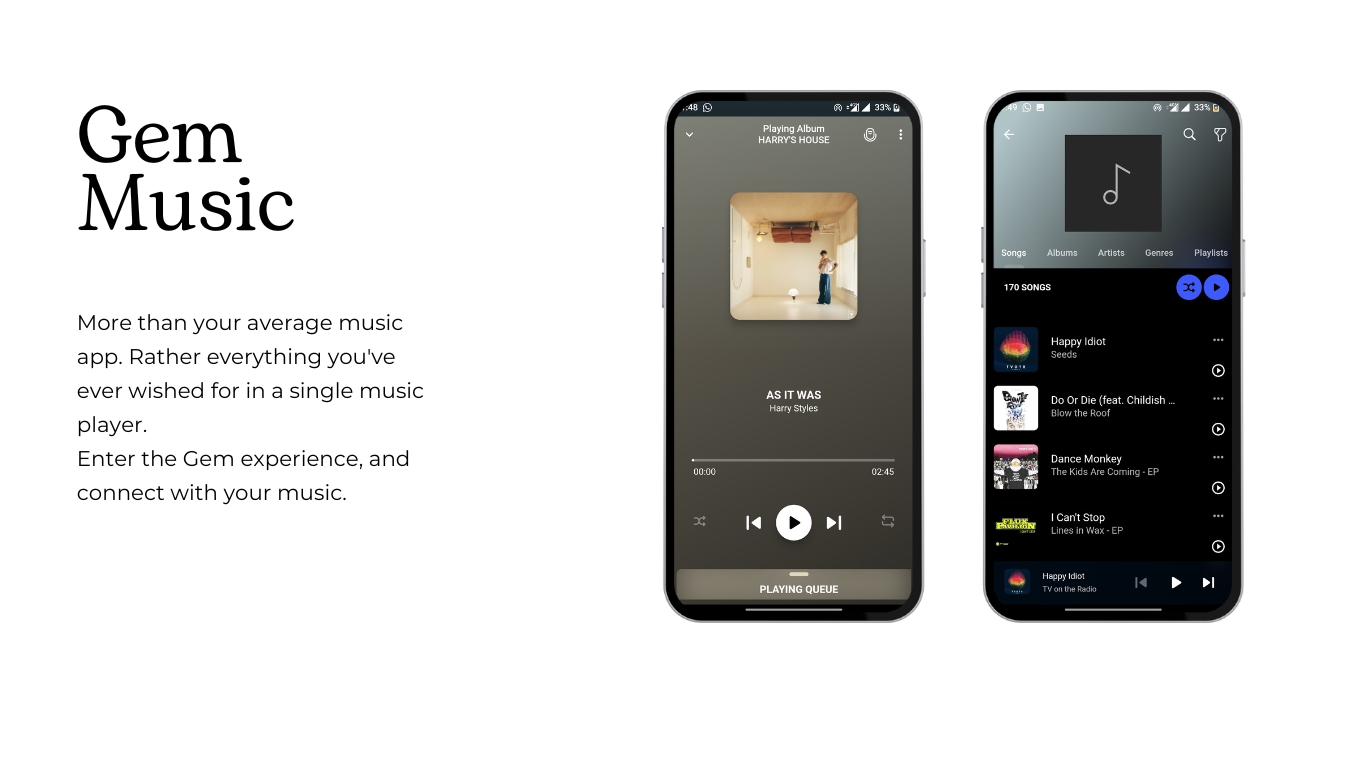 Gem
Music
More than your average music
app. Rather everything you've
ever wished for in a single music
player.
Enter the Gem experience, and
connect with your music.
:48
33%
Playing Album
HARRY'S HOUSE
AS IT WAS
Harry Styles
00:00
02:45
PLAYING QUEUE
:49
33%
Songs
Albums
Artists
Genres
Playlists
170 SONGS
Happy Idiot
Seeds
Do Or Die (feat. Childish ...
Blow the Roof
Dance Monkey
The Kids Are Coming - EP
I Can't Stop
Lines in Wax - EP
Happy Idiot
TV on the Radio